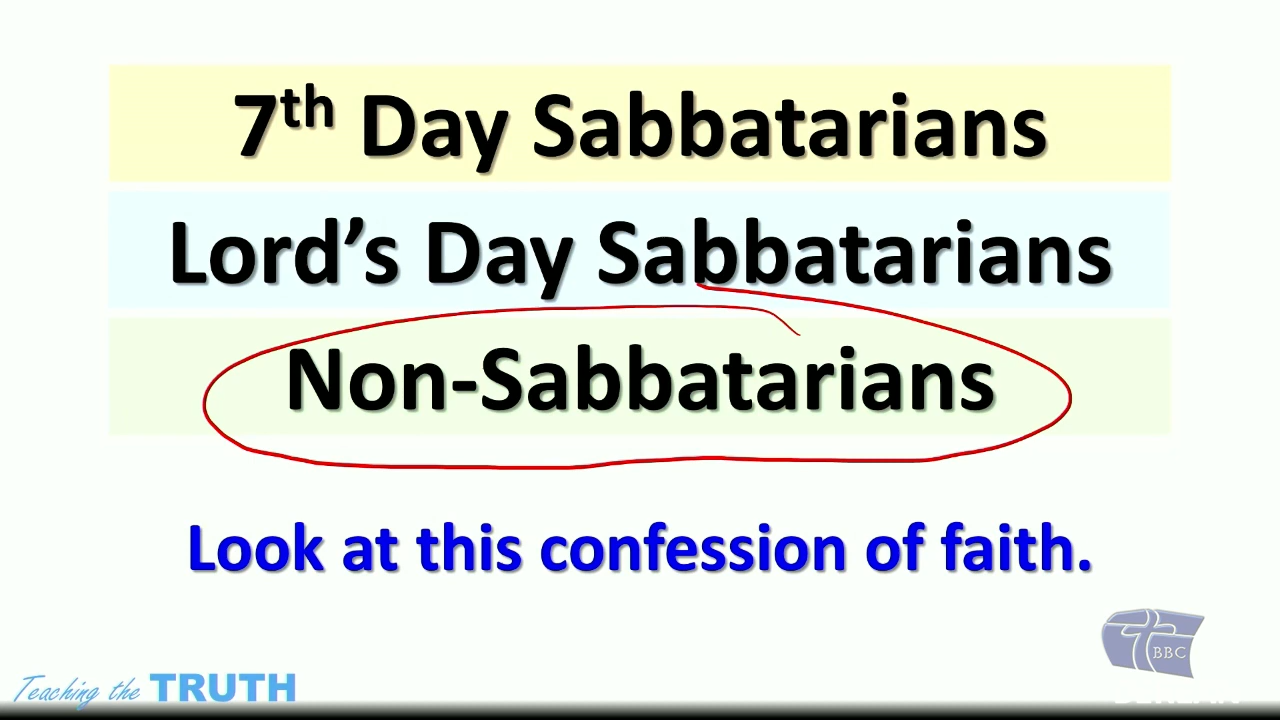 7th Day Sabbatarians
Lord’s Day Sabbatarians
Non-Sabbatarians
Look at this confession of faith.
BBC
Teaching the TRUTH